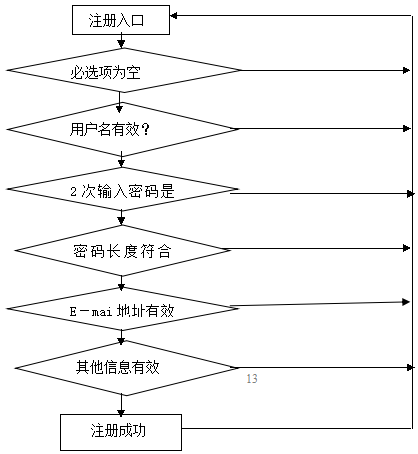 注册入口
必选项为空
用户名有效？
2 次输入密码是
密码长度符合
E－mai 地址有效
其他信息有效
13
注册成功